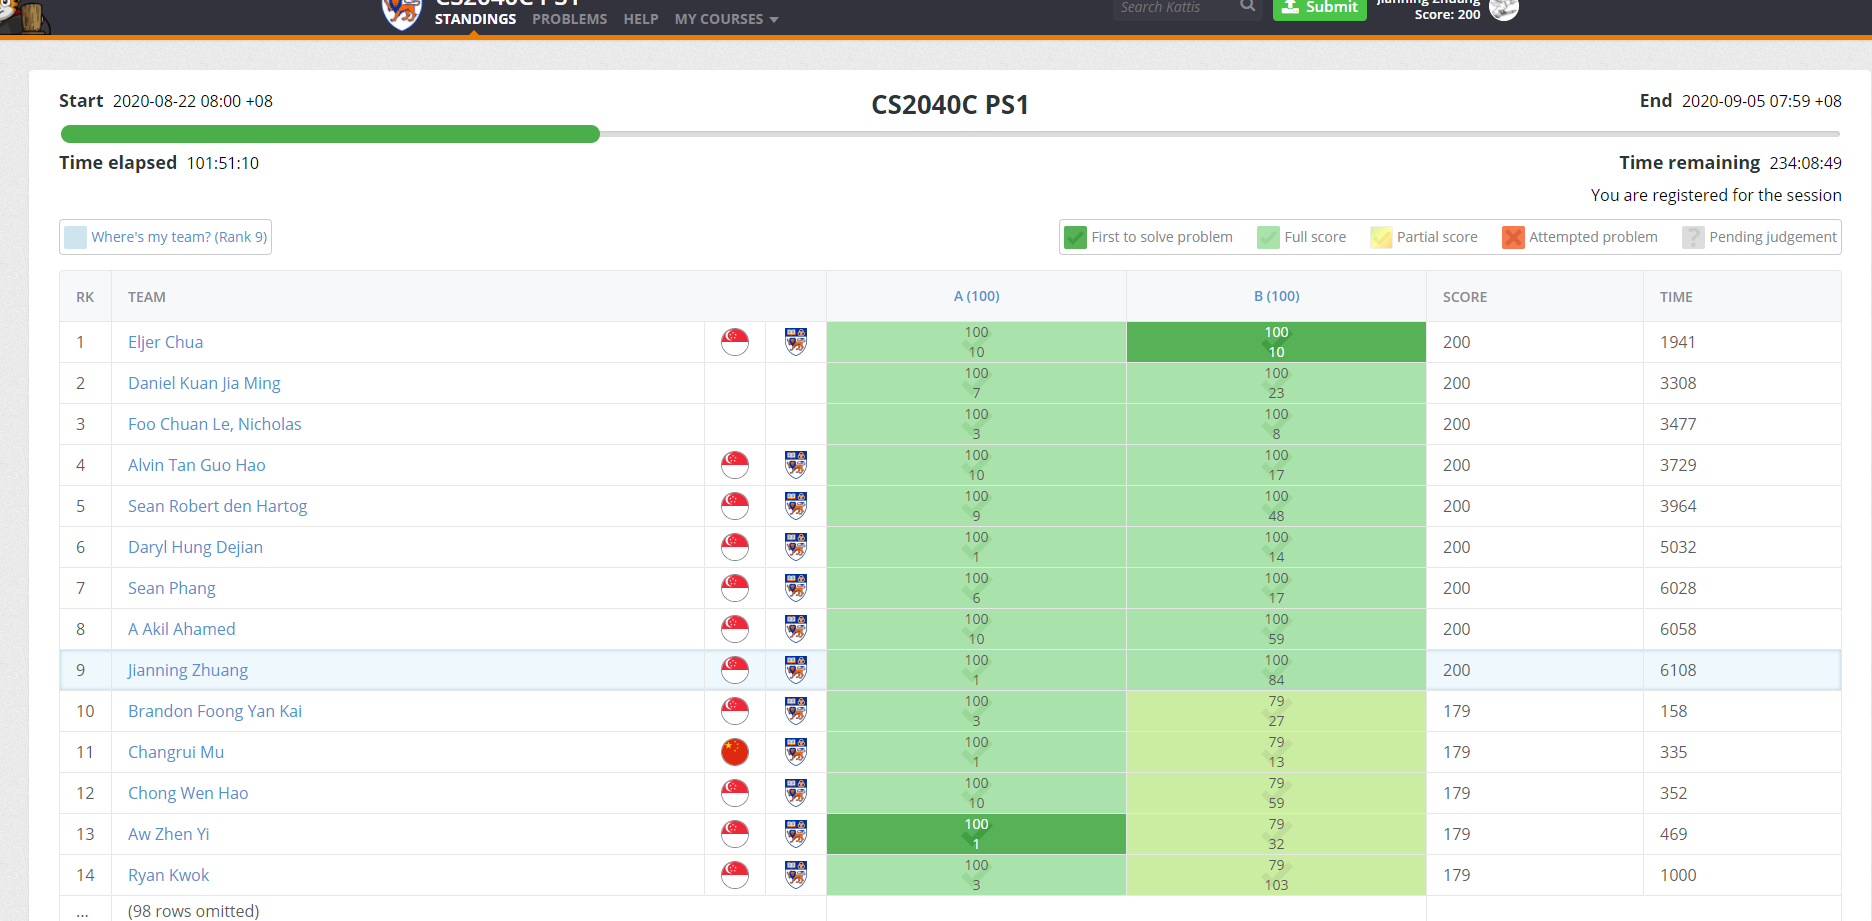 CS2040C PS1
STANDINGS PROBLEMS HELP MY COURSES
Search Kattis
Submit
Jianning Zhuang
Score: 200
Start 2020-08-22 08:00 +08
CS2040C PS1
End 2020-09-05 07:59 +08
Time elapsed 101:51:10
Time remaining 234:08:49
You are registered for the session
Where's my team? (Rank 9)
First to solve problem Full score Partial score Attempted problem ? Pending judgement
RK TEAM A (100) B (100) SCORE TIME
1 Eljer Chua 100 10 100 10 200 1941
2 Daniel Kuan Jia Ming 100 7 100 23 200 3308
3 Foo Chuan Le, Nicholas 100 3 100 8 200 3477
4 Alvin Tan Guo Hao 100 10 100 17 200 3729
5 Sean Robert den Hartog 100 9 100 48 200 3964
6 Daryl Hung Dejian 100 1 100 14 200 5032
7 Sean Phang 100 6 100 17 200 6028
8 A Akil Ahamed 100 10 100 59 200 6058
9 Jianning Zhuang 100 1 100 84 200 6108
10 Brandon Foong Yan Kai 100 3 79 27 179 158
11 Changrui Mu 100 1 79 13 179 335
12 Chong Wen Hao 100 10 79 59 179 352
13 Aw Zhen Yi 100 1 79 32 179 469
14 Ryan Kwok 100 3 79 103 179 1000
... (98 rows omitted)